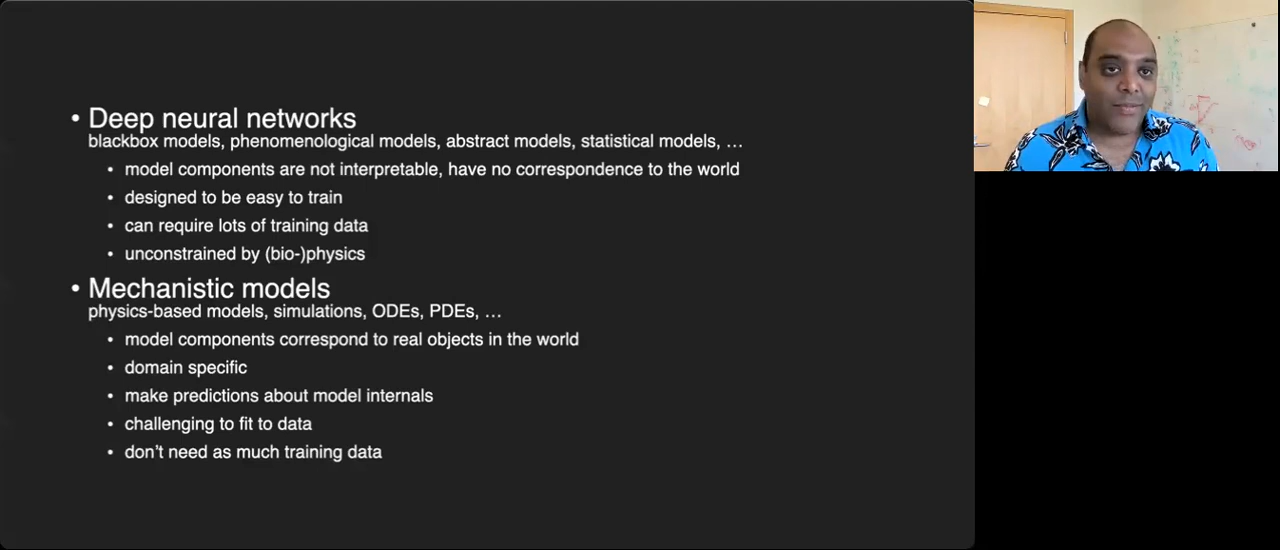 • Deep neural networks
blackbox models, phenomenological models, abstract models, statistical models, …
• model components are not interpretable, have no correspondence to the world
• designed to be easy to train
• can require lots of training data
• unconstrained by (bio-)physics
• Mechanistic models
physics-based models, simulations, ODEs, PDEs, …
• model components correspond to real objects in the world
• domain specific
• make predictions about model internals
• challenging to fit to data
• don’t need as much training data